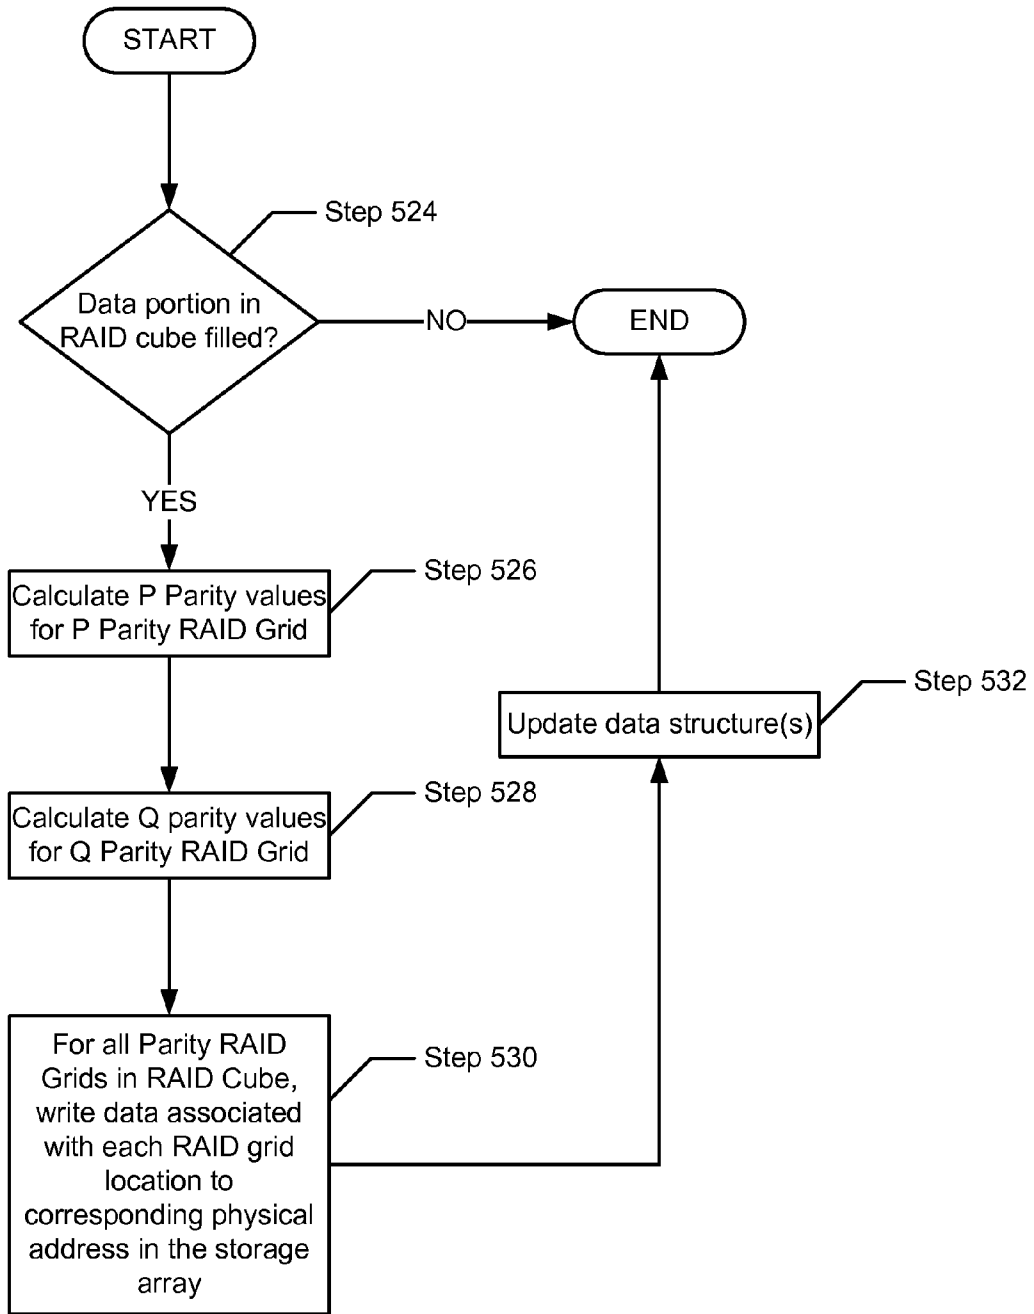 START
Step 524
Data portion in
RAID cube filled?
NO
END
YES
Step 526
Calculate P Parity values
for P Parity RAID Grid
Step 532
Update data structure(s)
Step 528
Calculate Q parity values
for Q Parity RAID Grid
Step 530
For all Parity RAID
Grids in RAID Cube,
write data associated
with each RAID grid
location to
corresponding physical
address in the storage
array